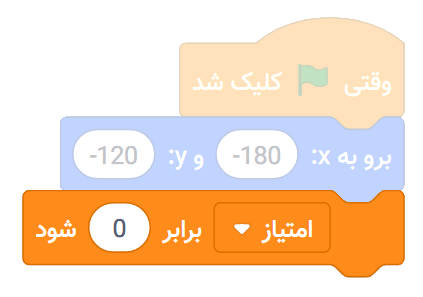 وقتی کلیک شد
برو به x: -180 و y: -120
امتیاز برابر 0 شود